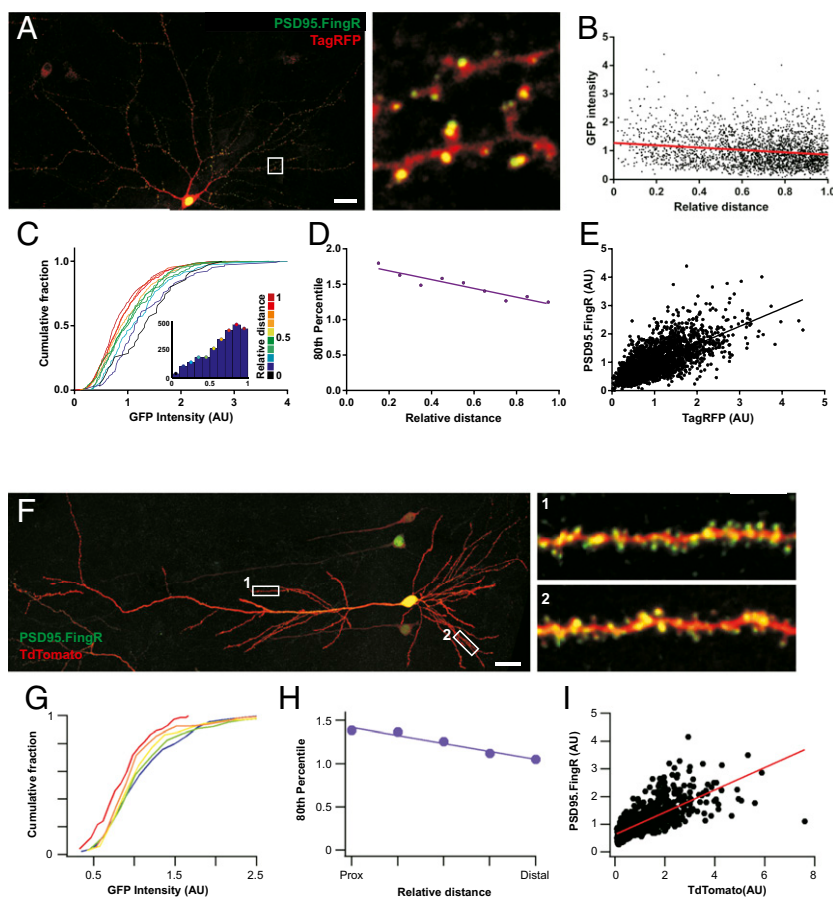 A
PSD95.FingR
TagRFP
B
GFP intensity
5
4
3
2
1
0
0 0.2 0.4 0.6 0.8 1.0
Relative distance
C
Cumulative fraction
1.0
0.5
0.0
0 1 2 3 4
GFP Intensity (AU)
500
250
0
0 0.5 1
Relative distance
1
0.5
0
D
80th Percentile
2.0
1.5
1.0
0.5
0.0
0.0 0.2 0.4 0.6 0.8 1.0
Relative distance
E
PSD95.FingR (AU)
5
4
3
2
1
0
0 1 2 3 4 5
TagRFP (AU)
F
1
2
PSD95.FingR
TdTomato
1
2
G
Cumulative fraction
1
0
0.5 1.5 2.5
GFP Intensity (AU)
H
80th Percentile
1.5
1.0
0.5
0
Prox Distal
Relative distance
I
PSD95.FingR (AU)
5
4
3
2
1
0
0 2 4 6 8
TdTomato(AU)